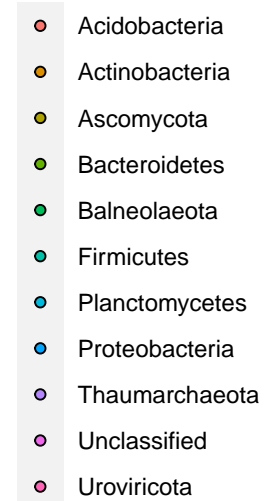 Acidobacteria
Actinobacteria
Ascomycota
Bacteroidetes
Balneolaeota
Firmicutes
Planctomycetes
Proteobacteria
Thaumarchaeota
Unclassified
Uroviricota